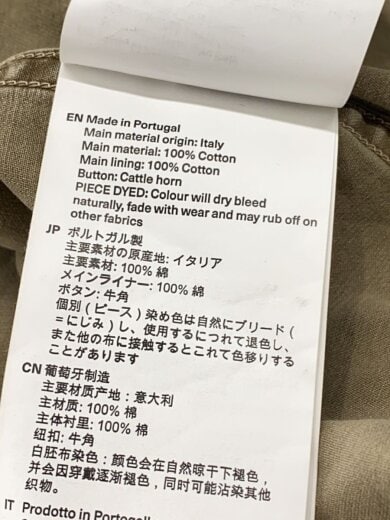 EN Made in Portugal
Main material origin: Italy
Main material: 100% Cotton
Main lining: 100% Cotton
Button: Cattle horn
PIECE DYED: Colour will dry bleed
naturally, fade with wear and may rub off on
other fabrics
JP ポルトガル製
主要素材の原産地: イタリア
主要素材: 100% 綿
メインライナー: 100% 綿
ボタン: 牛角
個別 (ピース) 染め色は自然にブリード (
=にじみ) し、使用するにつれて退色し、
また他の布に接触するとこれで色移りする
ことがあります
CN 葡萄牙制造
主要材质产地: 意大利
主材质: 100% 棉
主体衬里: 100% 棉
纽扣: 牛角
白胚布染色: 颜色会在自然晾干下褪色,
并会因穿戴逐渐褪色, 同时可能沾染其他
织物。
IT Prodotto in Portogallo